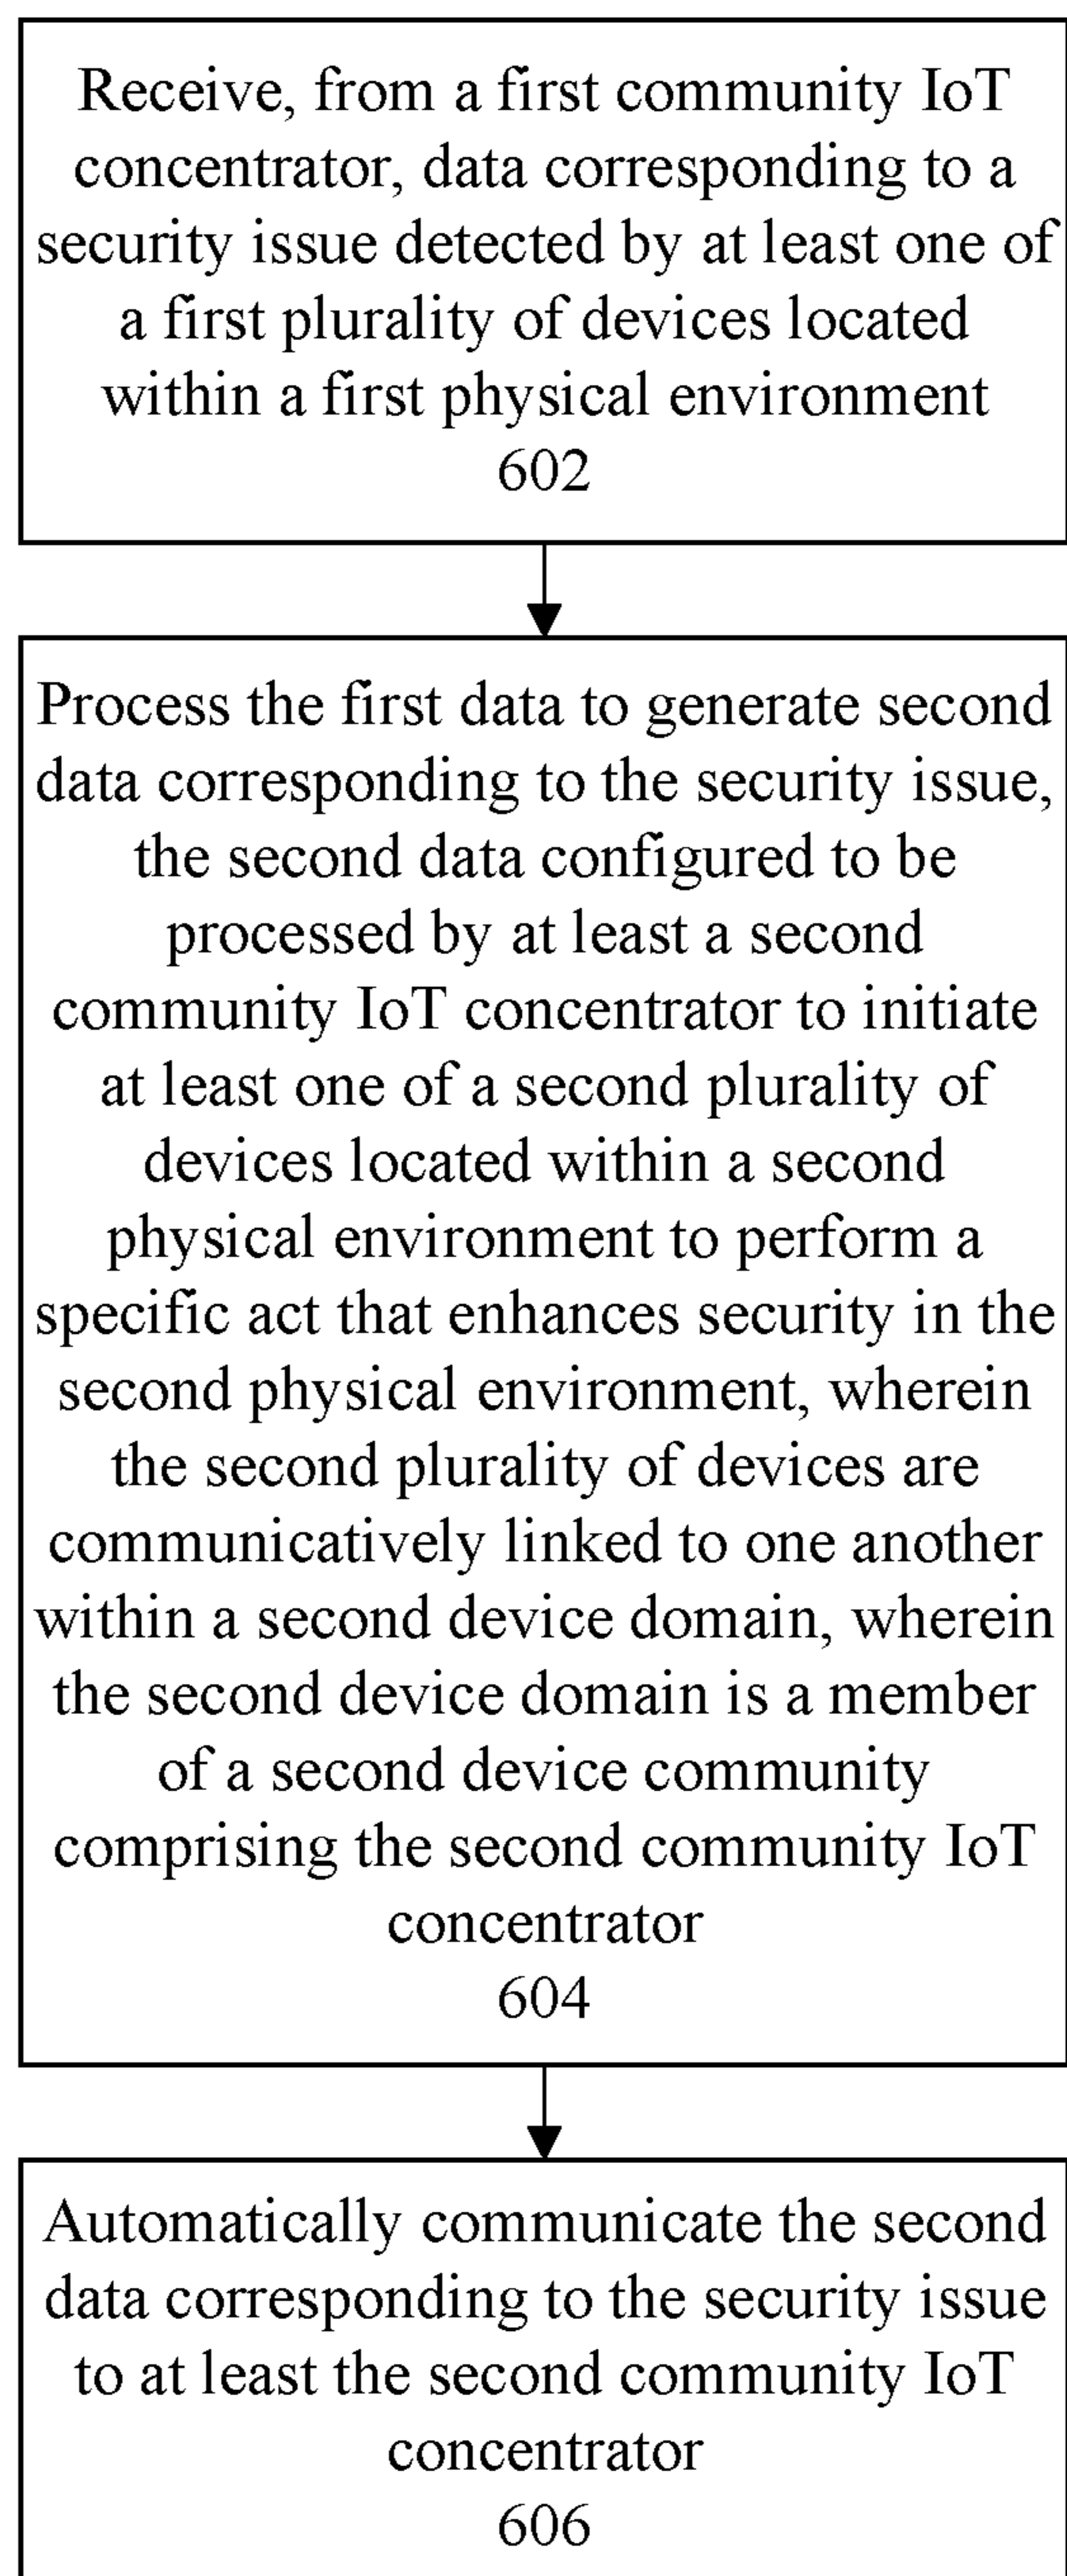 Receive, from a first community IoT
concentrator, data corresponding to a
security issue detected by at least one of
a first plurality of devices located
within a first physical environment
602
Process the first data to generate second
data corresponding to the security issue,
the second data configured to be
processed by at least a second
community IoT concentrator to initiate
at least one of a second plurality of
devices located within a second
physical environment to perform a
specific act that enhances security in the
second physical environment, wherein
the second plurality of devices are
communicatively linked to one another
within a second device domain, wherein
the second device domain is a member
of a second device community
comprising the second community IoT
concentrator
604
Automatically communicate the second
data corresponding to the security issue
to at least the second community IoT
concentrator
606